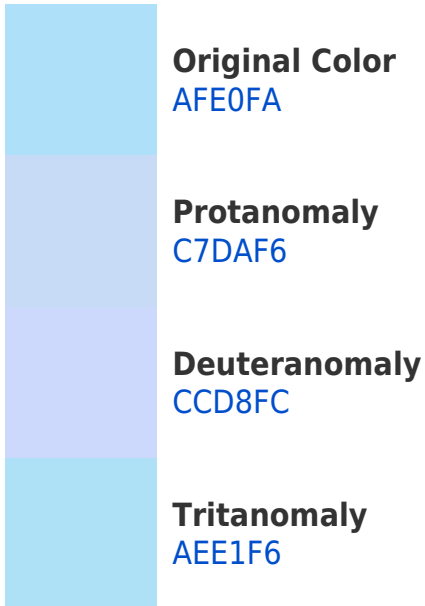 Original Color
AFE0FA
Protanomaly
C7DAF6
Deuteranomaly
CCD8FC
Tritanomaly
AEE1F6